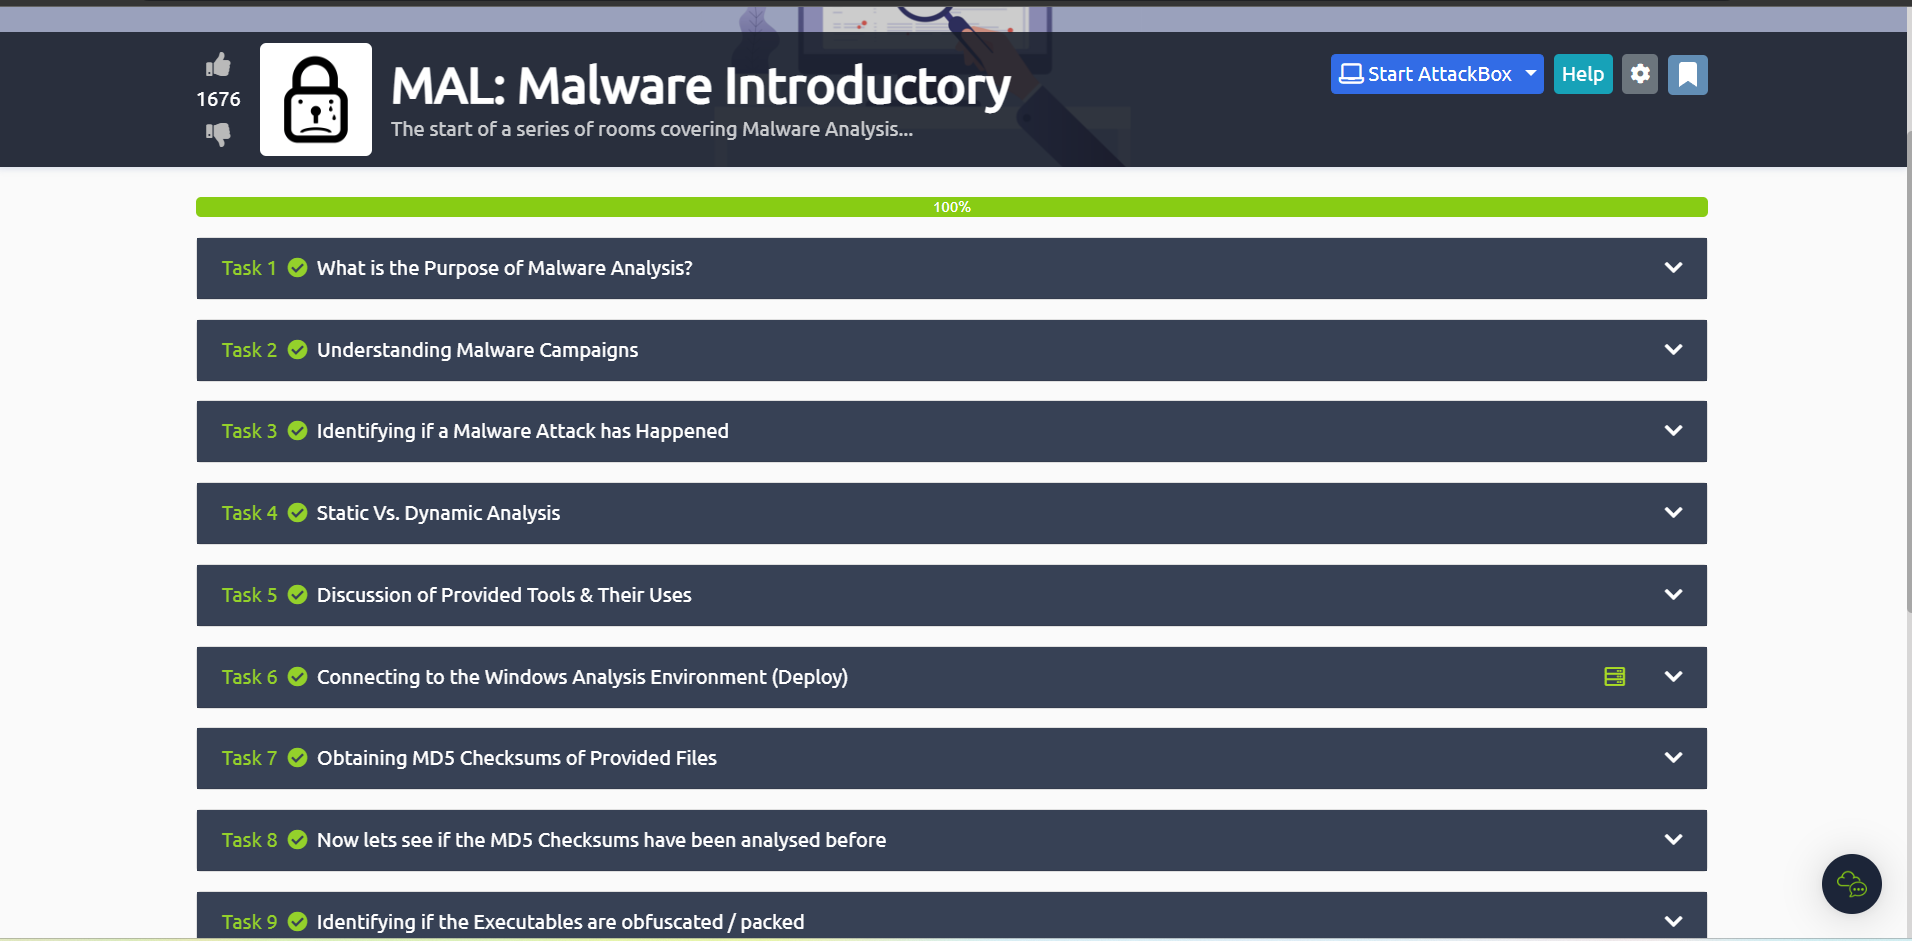 1676
MAL: Malware Introductory
The start of a series of rooms covering Malware Analysis...
Start AttackBox
Help
100%
Task 1 What is the Purpose of Malware Analysis?
Task 2 Understanding Malware Campaigns
Task 3 Identifying if a Malware Attack has Happened
Task 4 Static Vs. Dynamic Analysis
Task 5 Discussion of Provided Tools & Their Uses
Task 6 Connecting to the Windows Analysis Environment (Deploy)
Task 7 Obtaining MD5 Checksums of Provided Files
Task 8 Now lets see if the MD5 Checksums have been analysed before
Task 9 Identifying if the Executables are obfuscated / packed